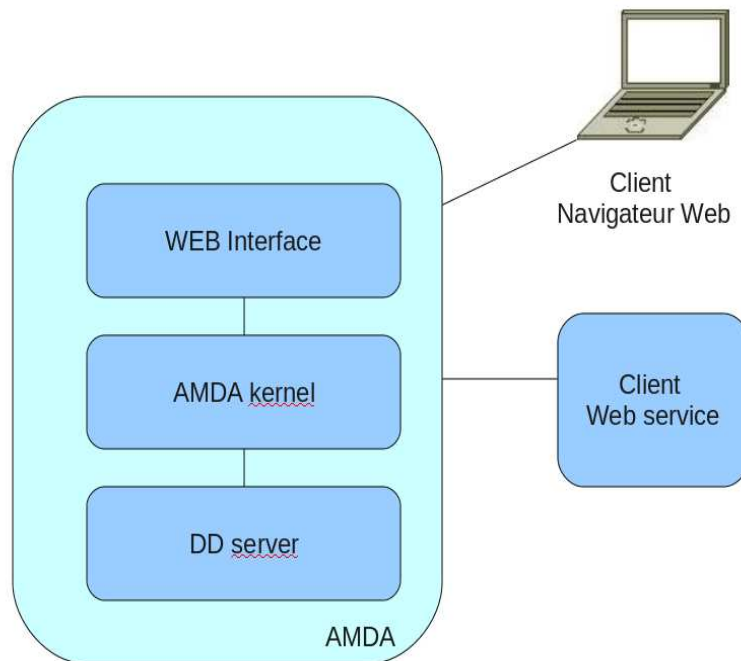 Client
Navigateur Web
WEB Interface
AMDA kernel
Client
Web service
DD server
AMDA